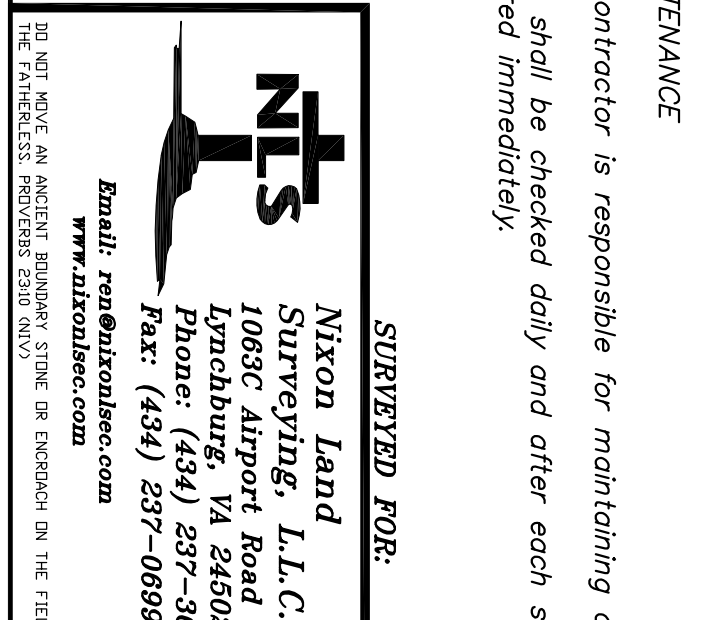 TENANCE
ontractor is responsible for maintaining
shall be checked daily and after each
ed immediately.
SURVEYED FOR:
NLS
Nixon Land
Surveying, L.L.C.
1063C Airport Road
Lynchburg, VA 2450
Phone: (434) 237-3
Fax: (434) 237-0699
Email: ren@nixonlsec.com
www.nixonlsec.com
DO NOT MOVE AN ANCIENT BOUNDARY STONE OR ENCROACH ON THE FIEL
THE FATHERLESS. PROVERBS 23:10 (NIV)